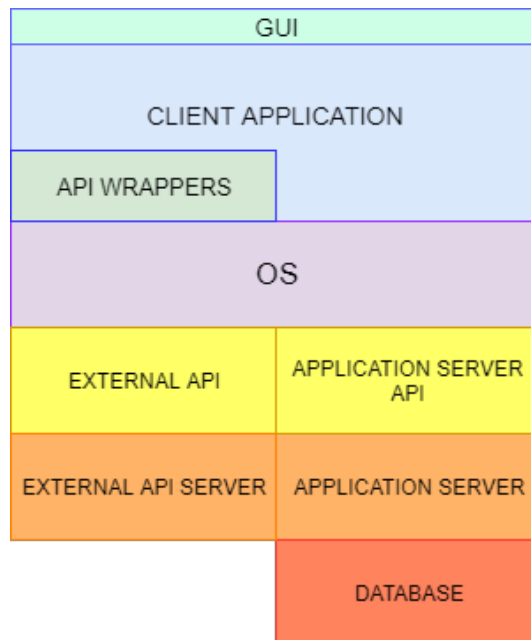 GUI
CLIENT APPLICATION
API WRAPPERS
OS
EXTERNAL API
APPLICATION SERVER
API
EXTERNAL API SERVER
APPLICATION SERVER
DATABASE